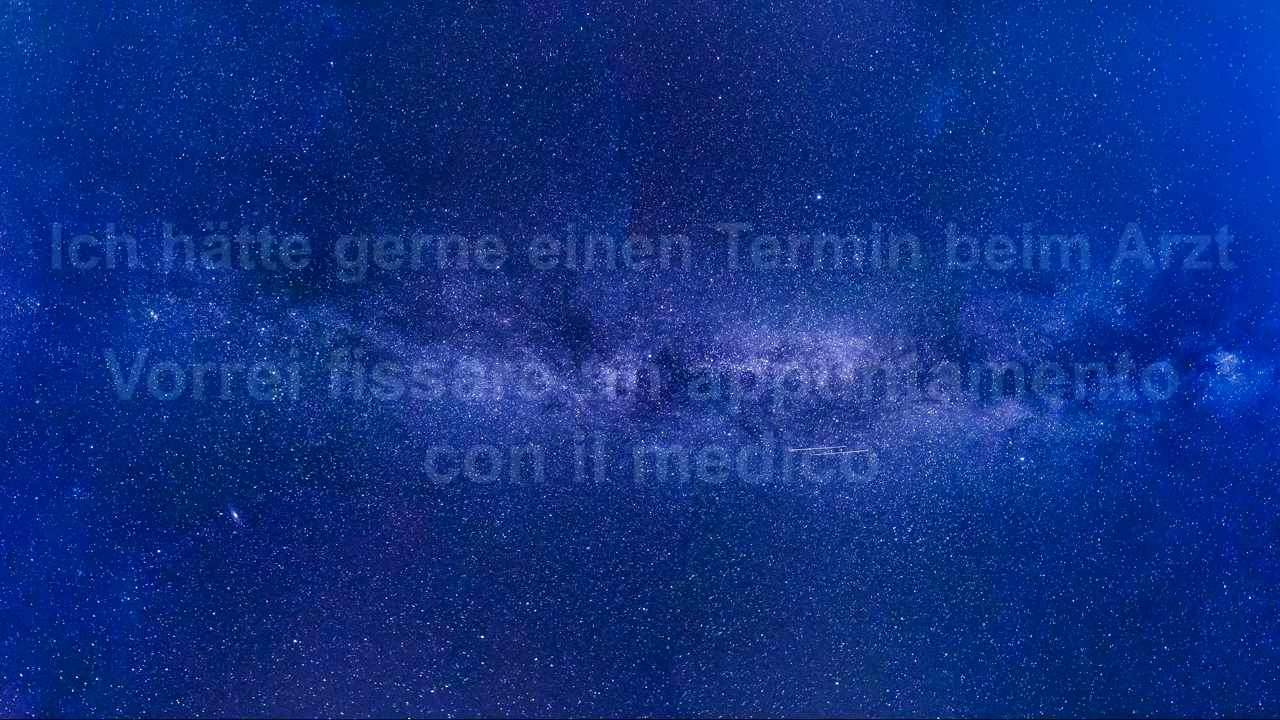 Ich hätte gerne einen Termin beim Arzt
Vorrei fissare un appuntamento
con il medico